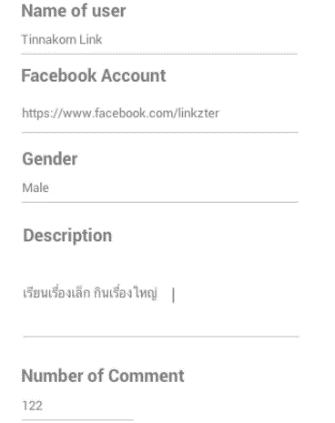 Name of user
Tinnakorn Link
Facebook Account
https://www.facebook.com/linkzter
Gender
Male
Description
เรียนเรื่องเล็ก กินเรื่องใหญ่
Number of Comment
122